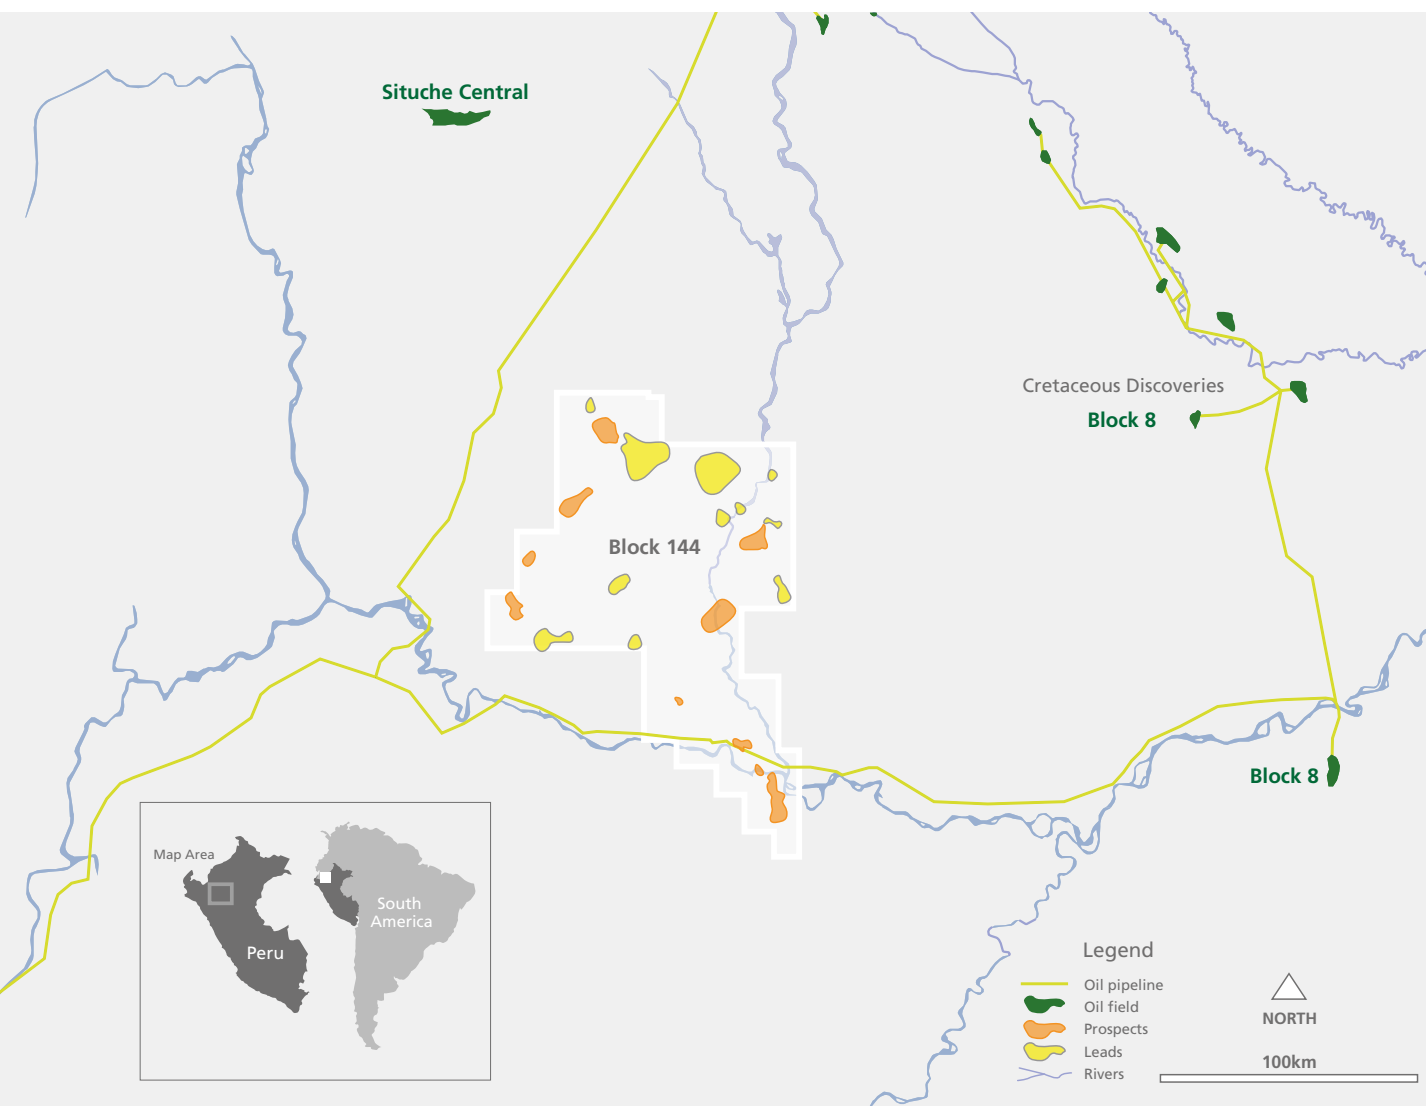 Situche Central
Cretaceous Discoveries
Block 8
Block 144
Block 8
Map Area
Peru
South
America
Legend
Oil pipeline
Oil field
Prospects
Leads
Rivers
NORTH
100km